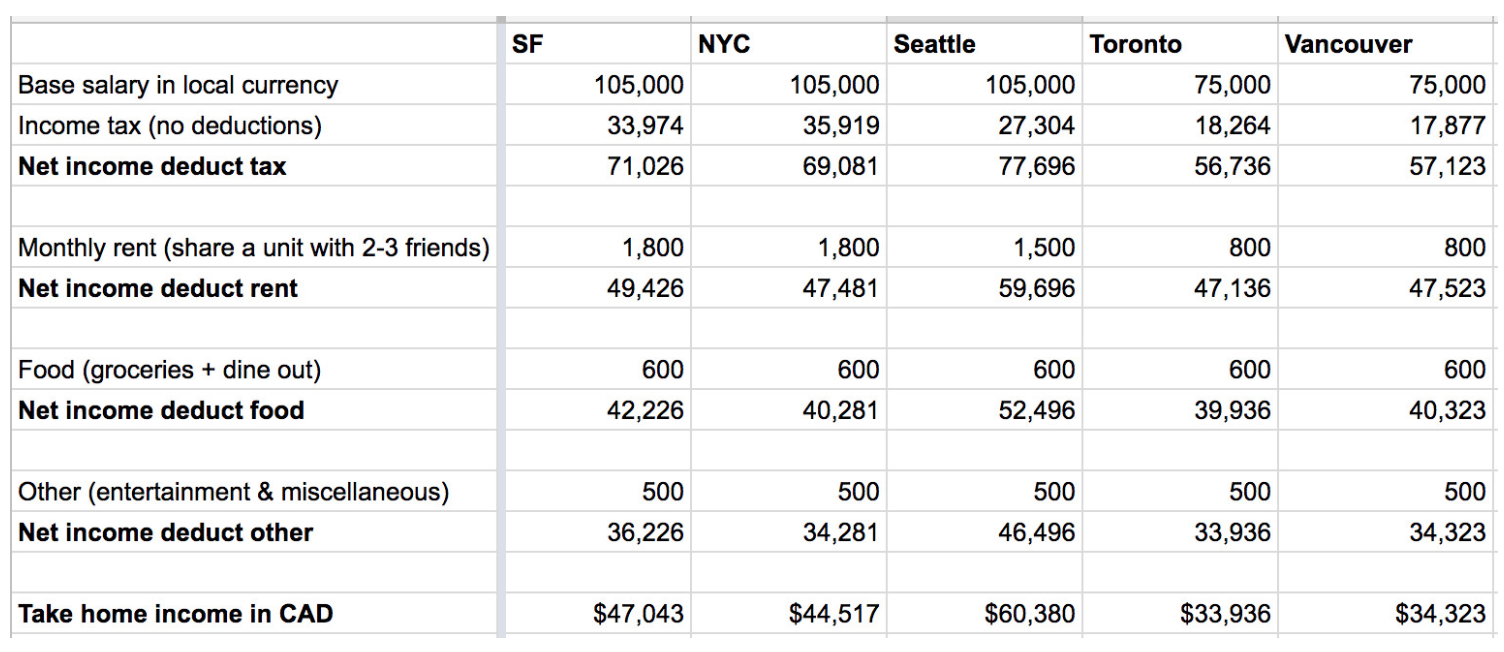 SF NYC Seattle Toronto Vancouver
Base salary in local currency 105,000 105,000 105,000 75,000 75,000
Income tax (no deductions) 33,974 35,919 27,304 18,264 17,877
Net income deduct tax 71,026 69,081 77,696 56,736 57,123
Monthly rent (share a unit with 2-3 friends) 1,800 1,800 1,500 800 800
Net income deduct rent 49,426 47,481 59,696 47,136 47,523
Food (groceries + dine out) 600 600 600 600 600
Net income deduct food 42,226 40,281 52,496 39,936 40,323
Other (entertainment & miscellaneous) 500 500 500 500 500
Net income deduct other 36,226 34,281 46,496 33,936 34,323
Take home income in CAD $47,043 $44,517 $60,380 $33,936 $34,323